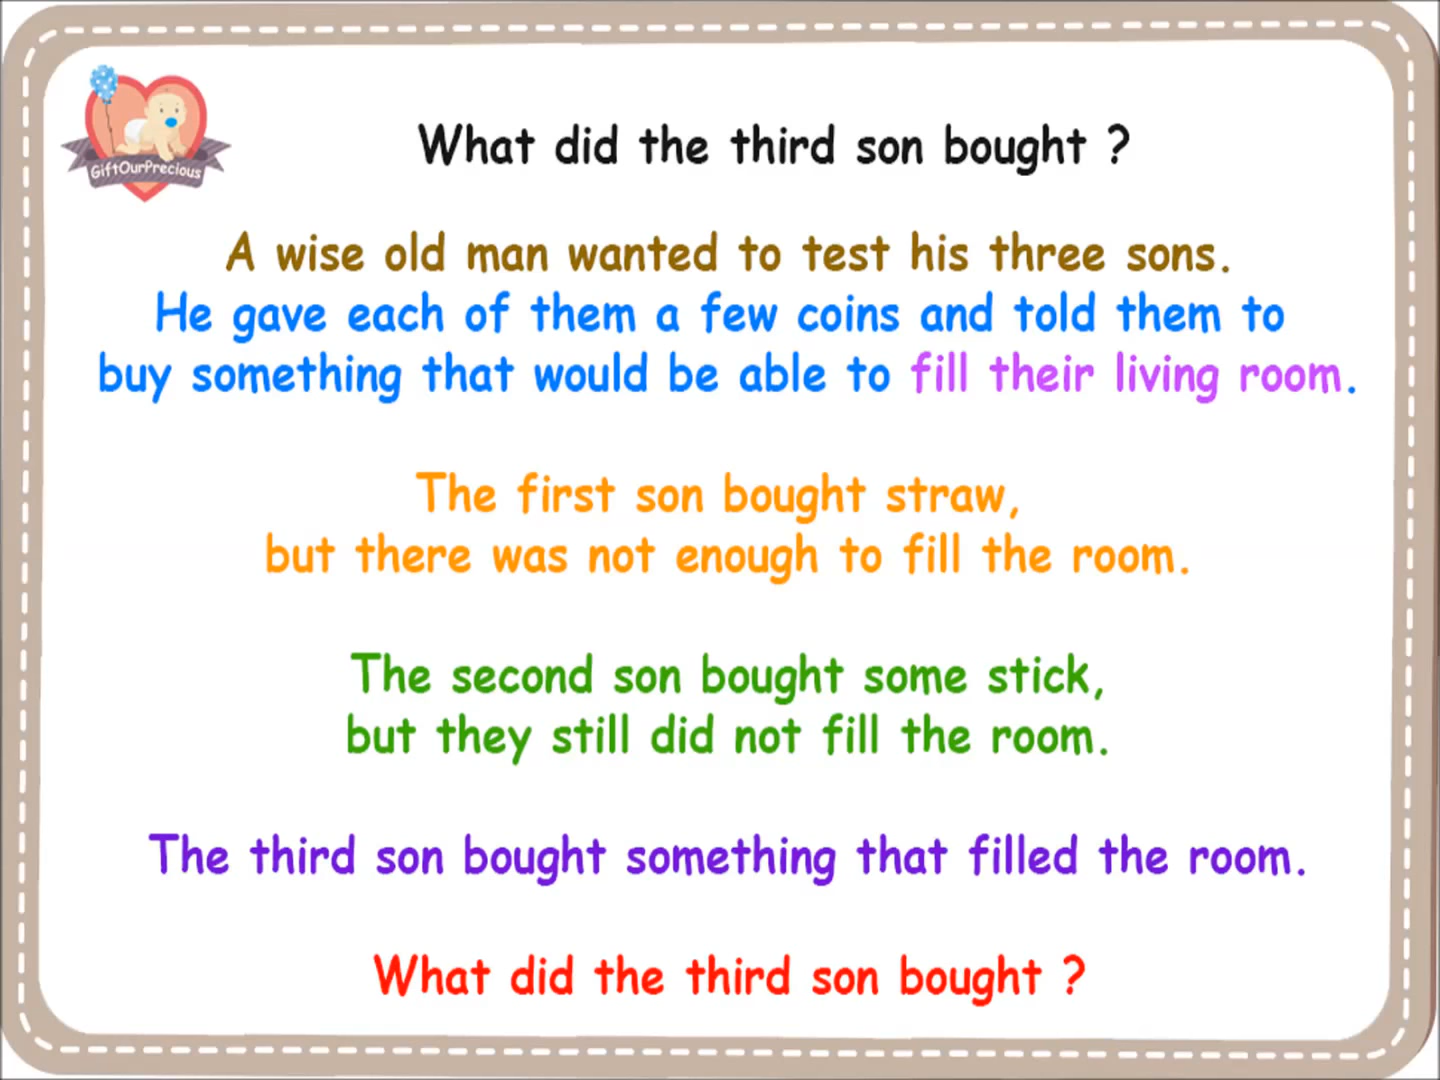 GiftOurPrecious
What did the third son bought ?
A wise old man wanted to test his three sons.
He gave each of them a few coins and told them to
buy something that would be able to fill their living room.
The first son bought straw,
but there was not enough to fill the room.
The second son bought some stick,
but they still did not fill the room.
The third son bought something that filled the room.
What did the third son bought ?